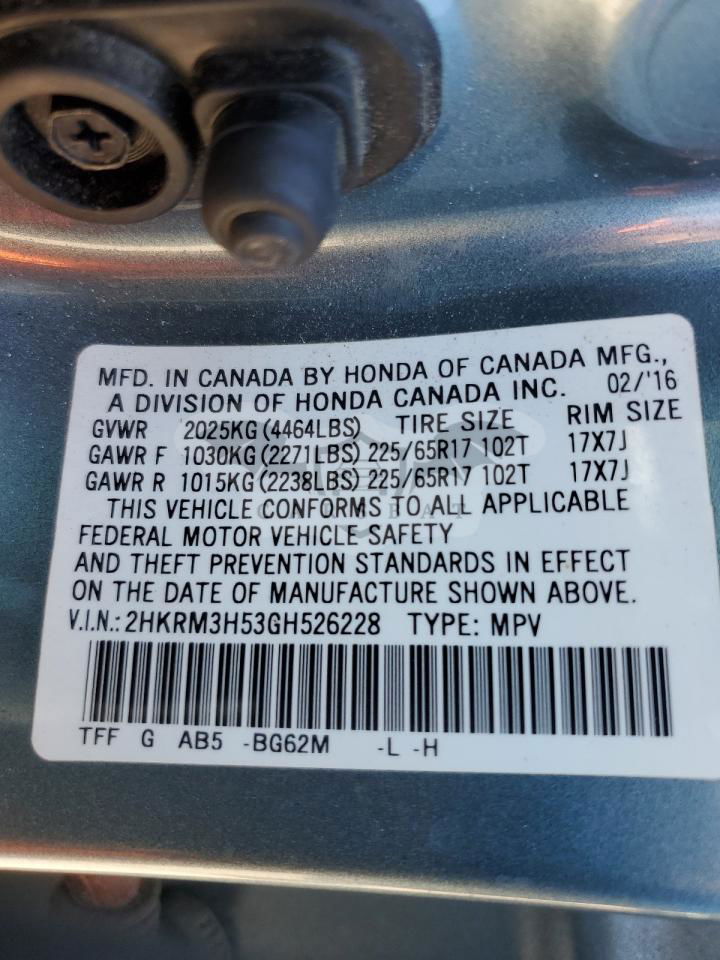 MFD. IN CANADA BY HONDA OF CANADA MFG.,
A DIVISION OF HONDA CANADA INC. 02/'16
GVWR 2025KG (4464LBS) TIRE SIZE RIM SIZE
GAWR F 1030KG (2271LBS) 225/65R17 102T 17X7J
GAWR R 1015KG (2238LBS) 225/65R17 102T 17X7J
THIS VEHICLE CONFORMS TO ALL APPLICABLE
FEDERAL MOTOR VEHICLE SAFETY
AND THEFT PREVENTION STANDARDS IN EFFECT
ON THE DATE OF MANUFACTURE SHOWN ABOVE.
V.I.N.: 2HKRM3H53GH526228 TYPE: MPV
TFF G AB5 -BG62M -L -H